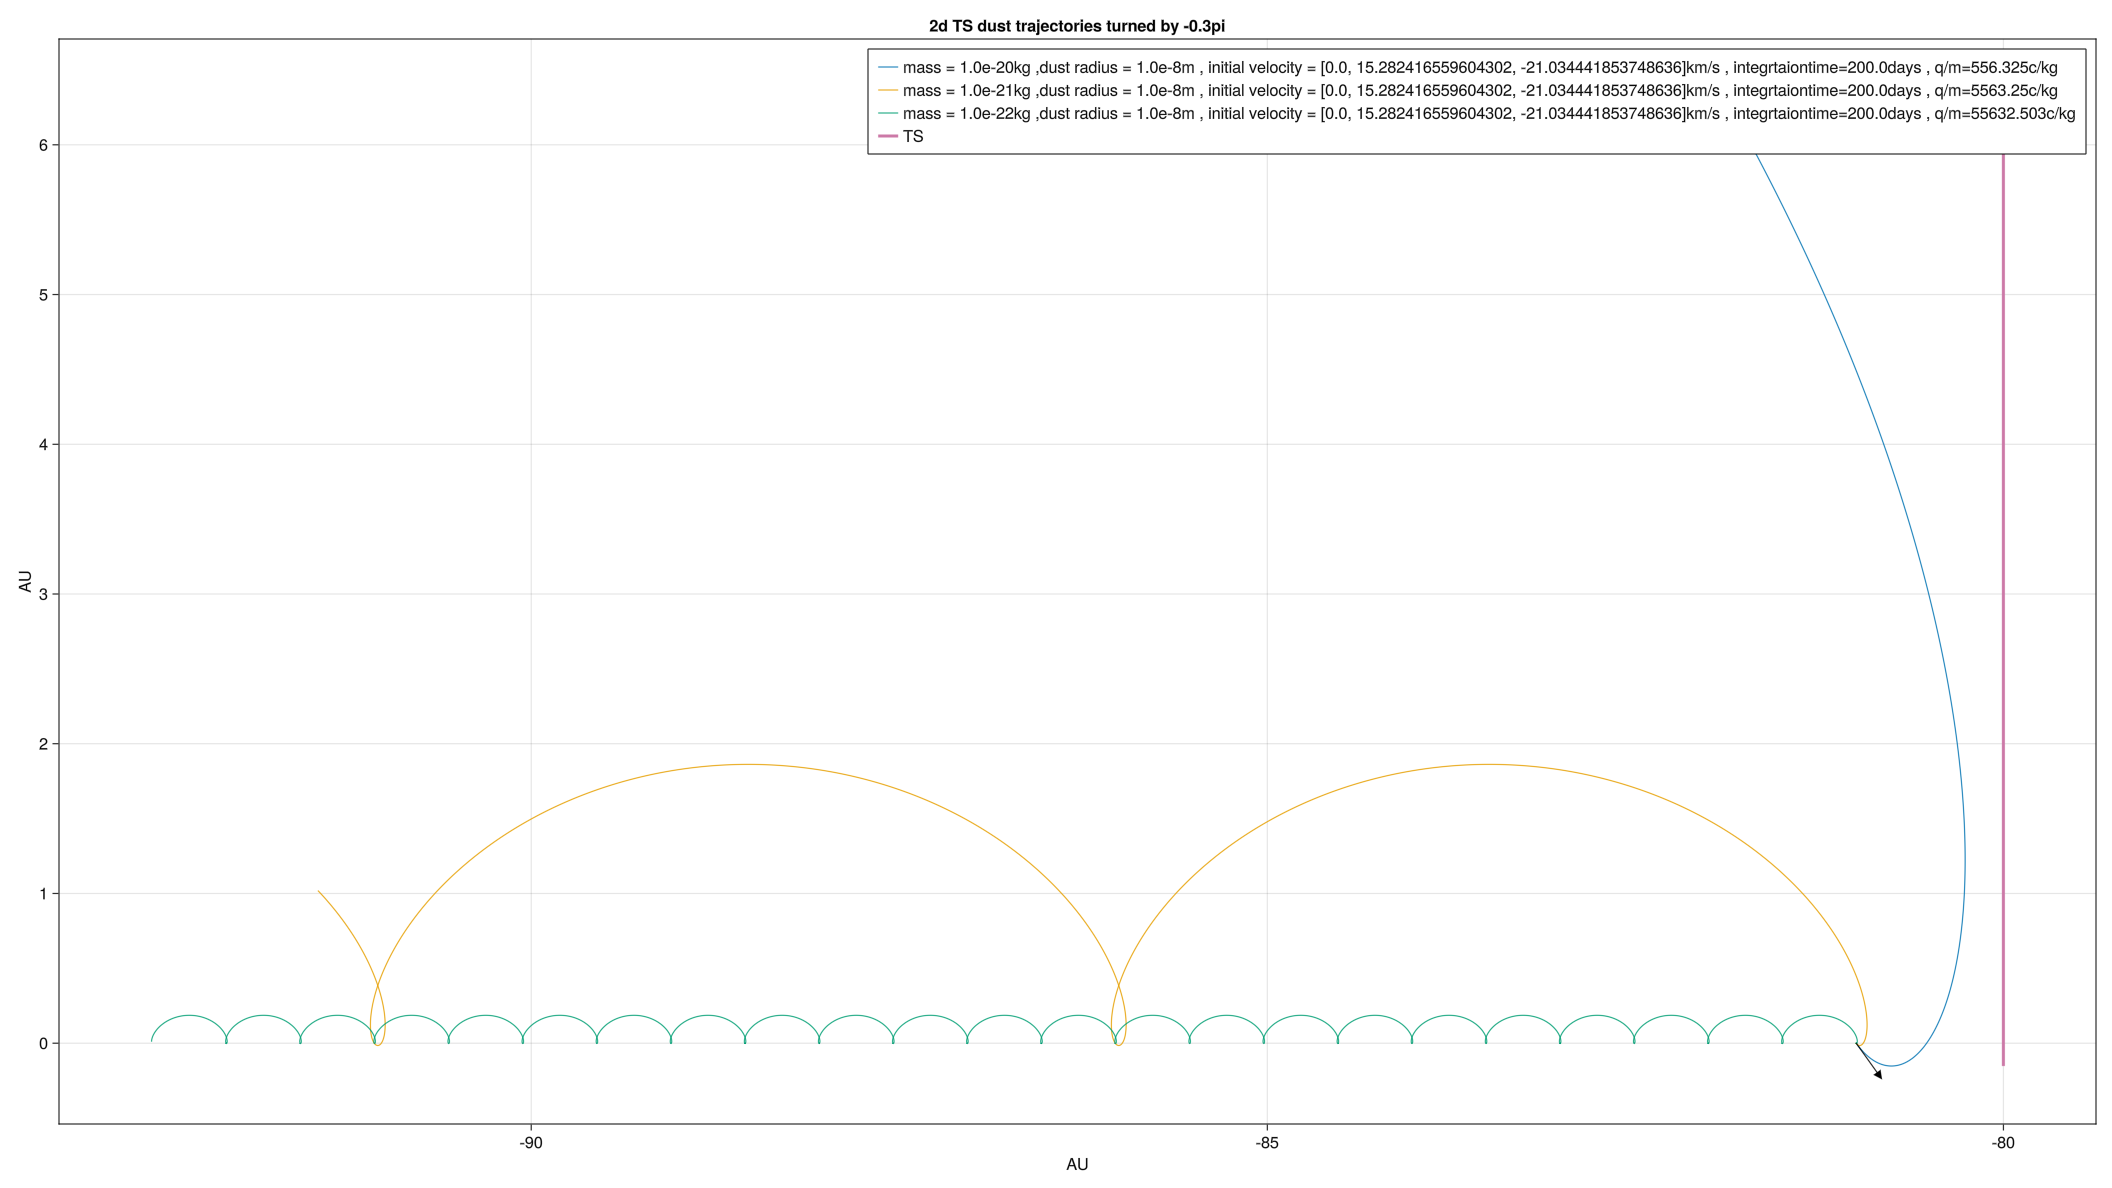 2d TS dust trajectories turned by -0.3pi
mass = 1.0e-20kg ,dust radius = 1.0e-8m , initial velocity = [0.0, 15.282416559604302, -21.034441853748636]km/s , integrtaiontime=200.0days , q/m=556.325c/kg
mass = 1.0e-21kg ,dust radius = 1.0e-8m , initial velocity = [0.0, 15.282416559604302, -21.034441853748636]km/s , integrtaiontime=200.0days , q/m=5563.25c/kg
mass = 1.0e-22kg ,dust radius = 1.0e-8m , initial velocity = [0.0, 15.282416559604302, -21.034441853748636]km/s , integrtaiontime=200.0days , q/m=55632.503c/kg
TS
6
5
4
3
2
1
0
AU
-90
-85
-80
AU